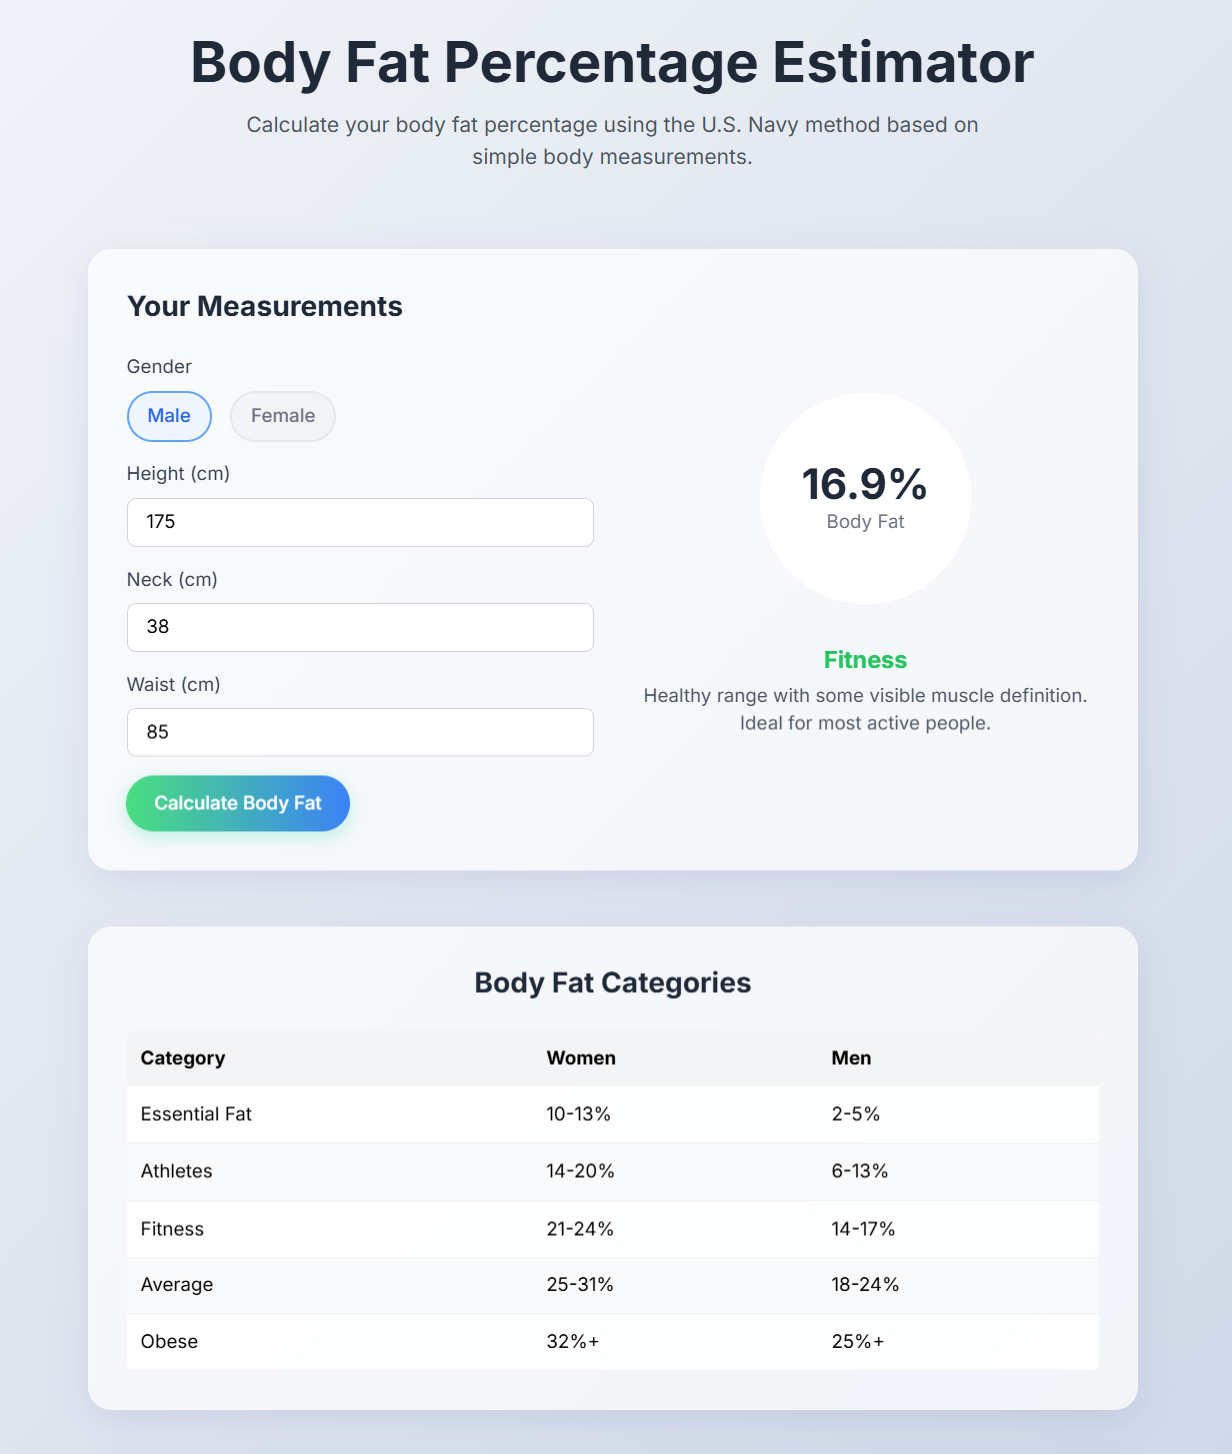 Body Fat Percentage Estimator
Calculate your body fat percentage using the U.S. Navy method based on
simple body measurements.
Your Measurements
Gender
Male Female
Height (cm)
175
Neck (cm)
38
Waist (cm)
85
Calculate Body Fat
16.9%
Body Fat
Fitness
Healthy range with some visible muscle definition.
Ideal for most active people.
Body Fat Categories
Category Women Men
Essential Fat 10-13% 2-5%
Athletes 14-20% 6-13%
Fitness 21-24% 14-17%
Average 25-31% 18-24%
Obese 32%+ 25%+